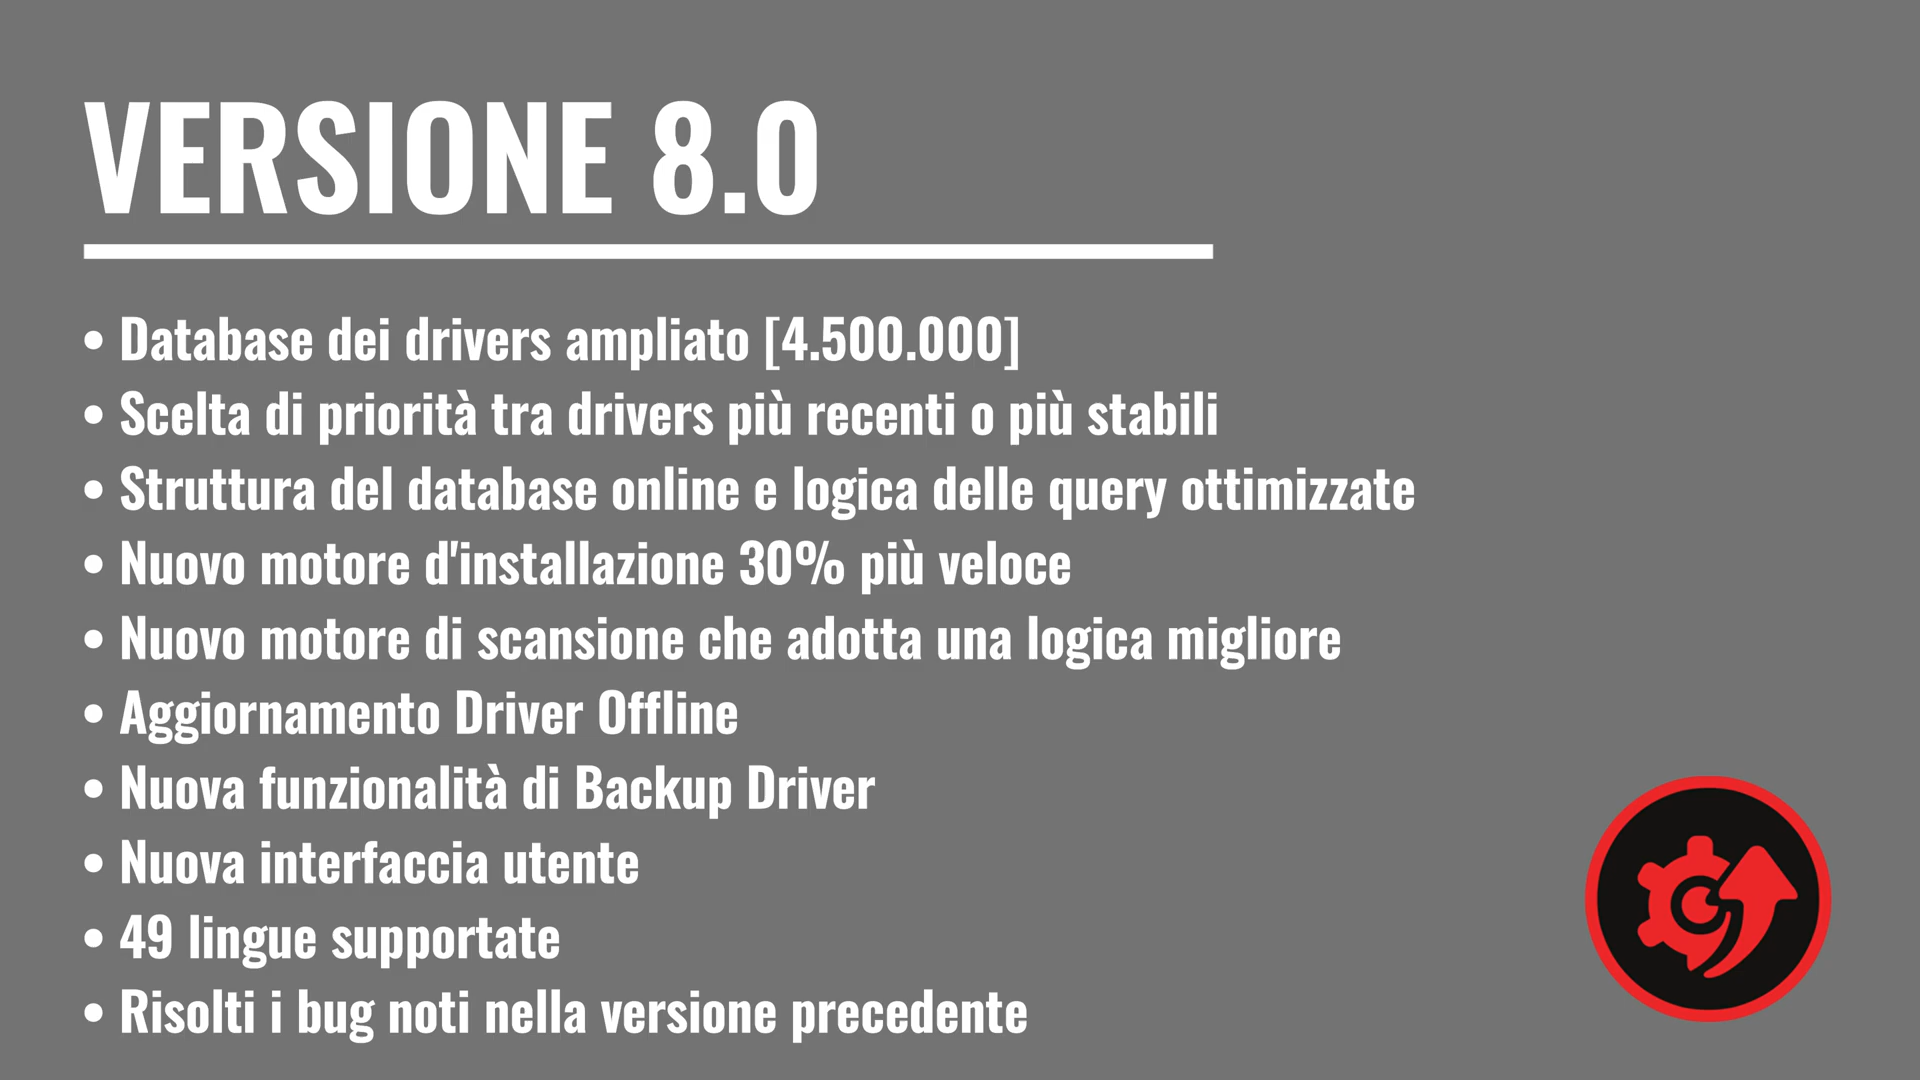 VERSIONE 8.0
• Database dei drivers ampliato [4.500.000]
• Scelta di priorità tra drivers più recenti o più stabili
• Struttura del database online e logica delle query ottimizzate
• Nuovo motore d'installazione 30% più veloce
• Nuovo motore di scansione che adotta una logica migliore
• Aggiornamento Driver Offline
• Nuova funzionalità di Backup Driver
• Nuova interfaccia utente
• 49 lingue supportate
• Risolti i bug noti nella versione precedente